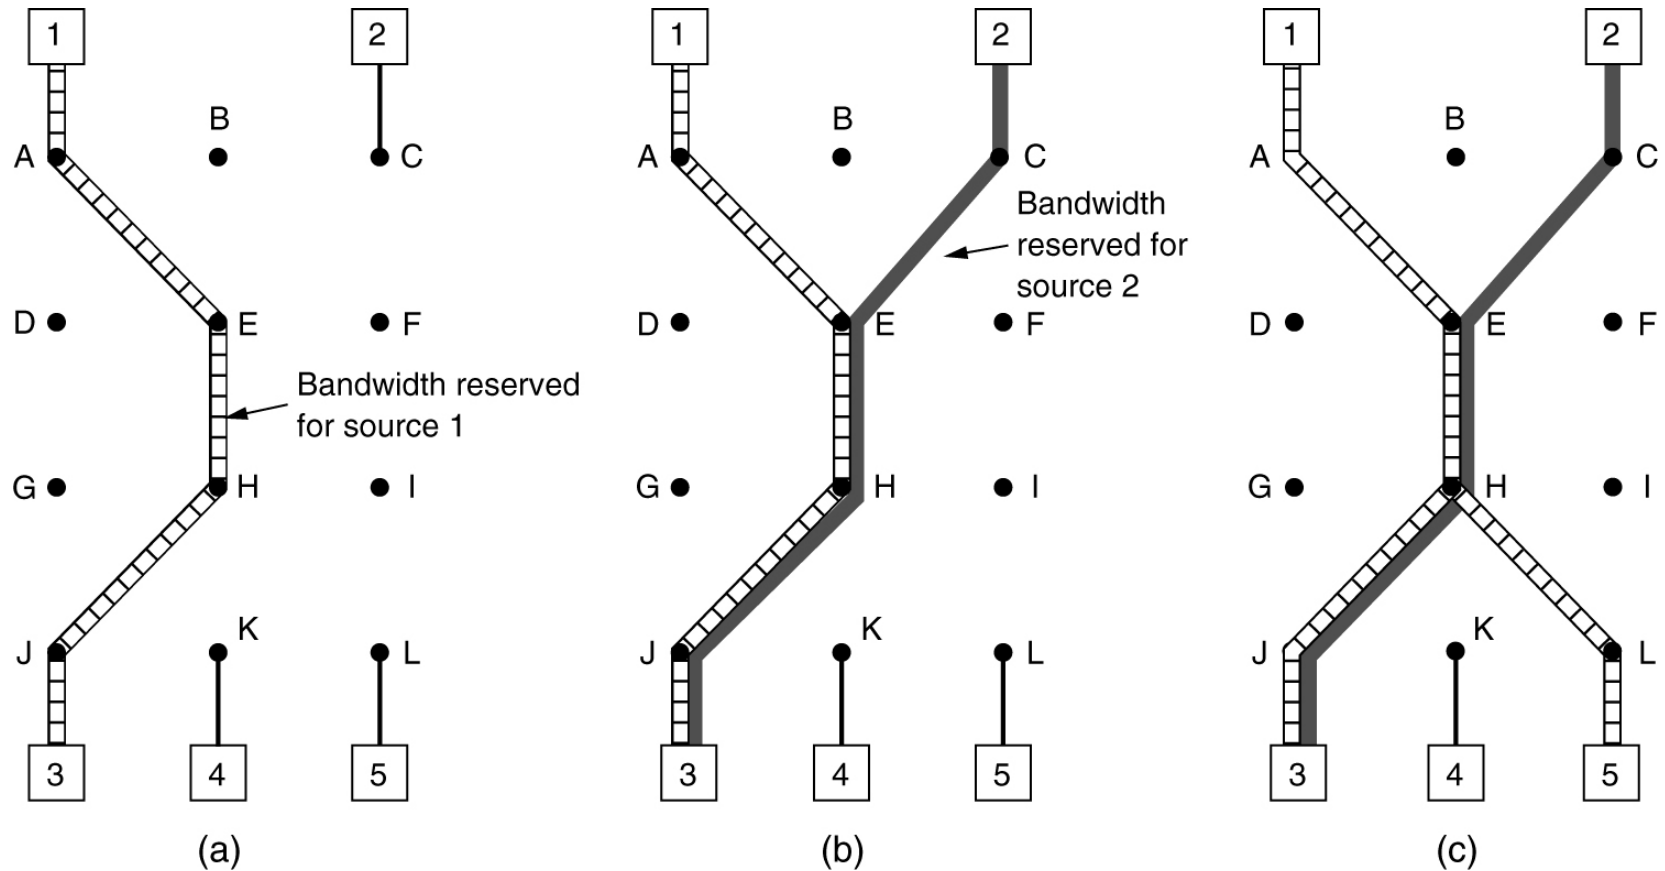 1
2
B
A
C
D
E
F
Bandwidth reserved
for source 1
G
H
I
K
J
L
3
4
5
(a)
1
2
B
A
C
Bandwidth
reserved for
source 2
D
E
F
G
H
I
K
J
L
3
4
5
(b)
1
2
B
A
C
D
E
F
G
H
I
K
J
L
3
4
5
(c)